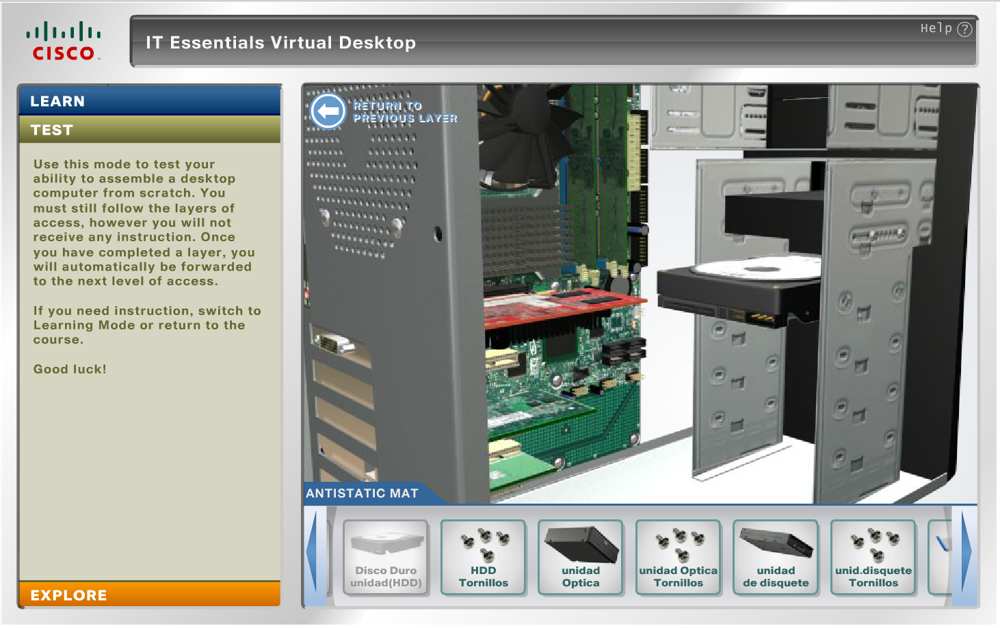 CISCO
IT Essentials Virtual Desktop
Help ?
LEARN
TEST
Use this mode to test your
ability to assemble a desktop
computer from scratch. You
must still follow the layers of
access, however you will not
receive any instruction. Once
you have completed a layer, you
will automatically be forwarded
to the next level of access.
If you need instruction, switch to
Learning Mode or return to the
course.
Good luck!
EXPLORE
RETURN TO
PREVIOUS LAYER
ANTISTATIC MAT
Disco Duro
unidad(HDD)
HDD
Tornillos
unidad
Optica
unidad Optica
Tornillos
unidad
de disquete
unid.disquete
Tornillos